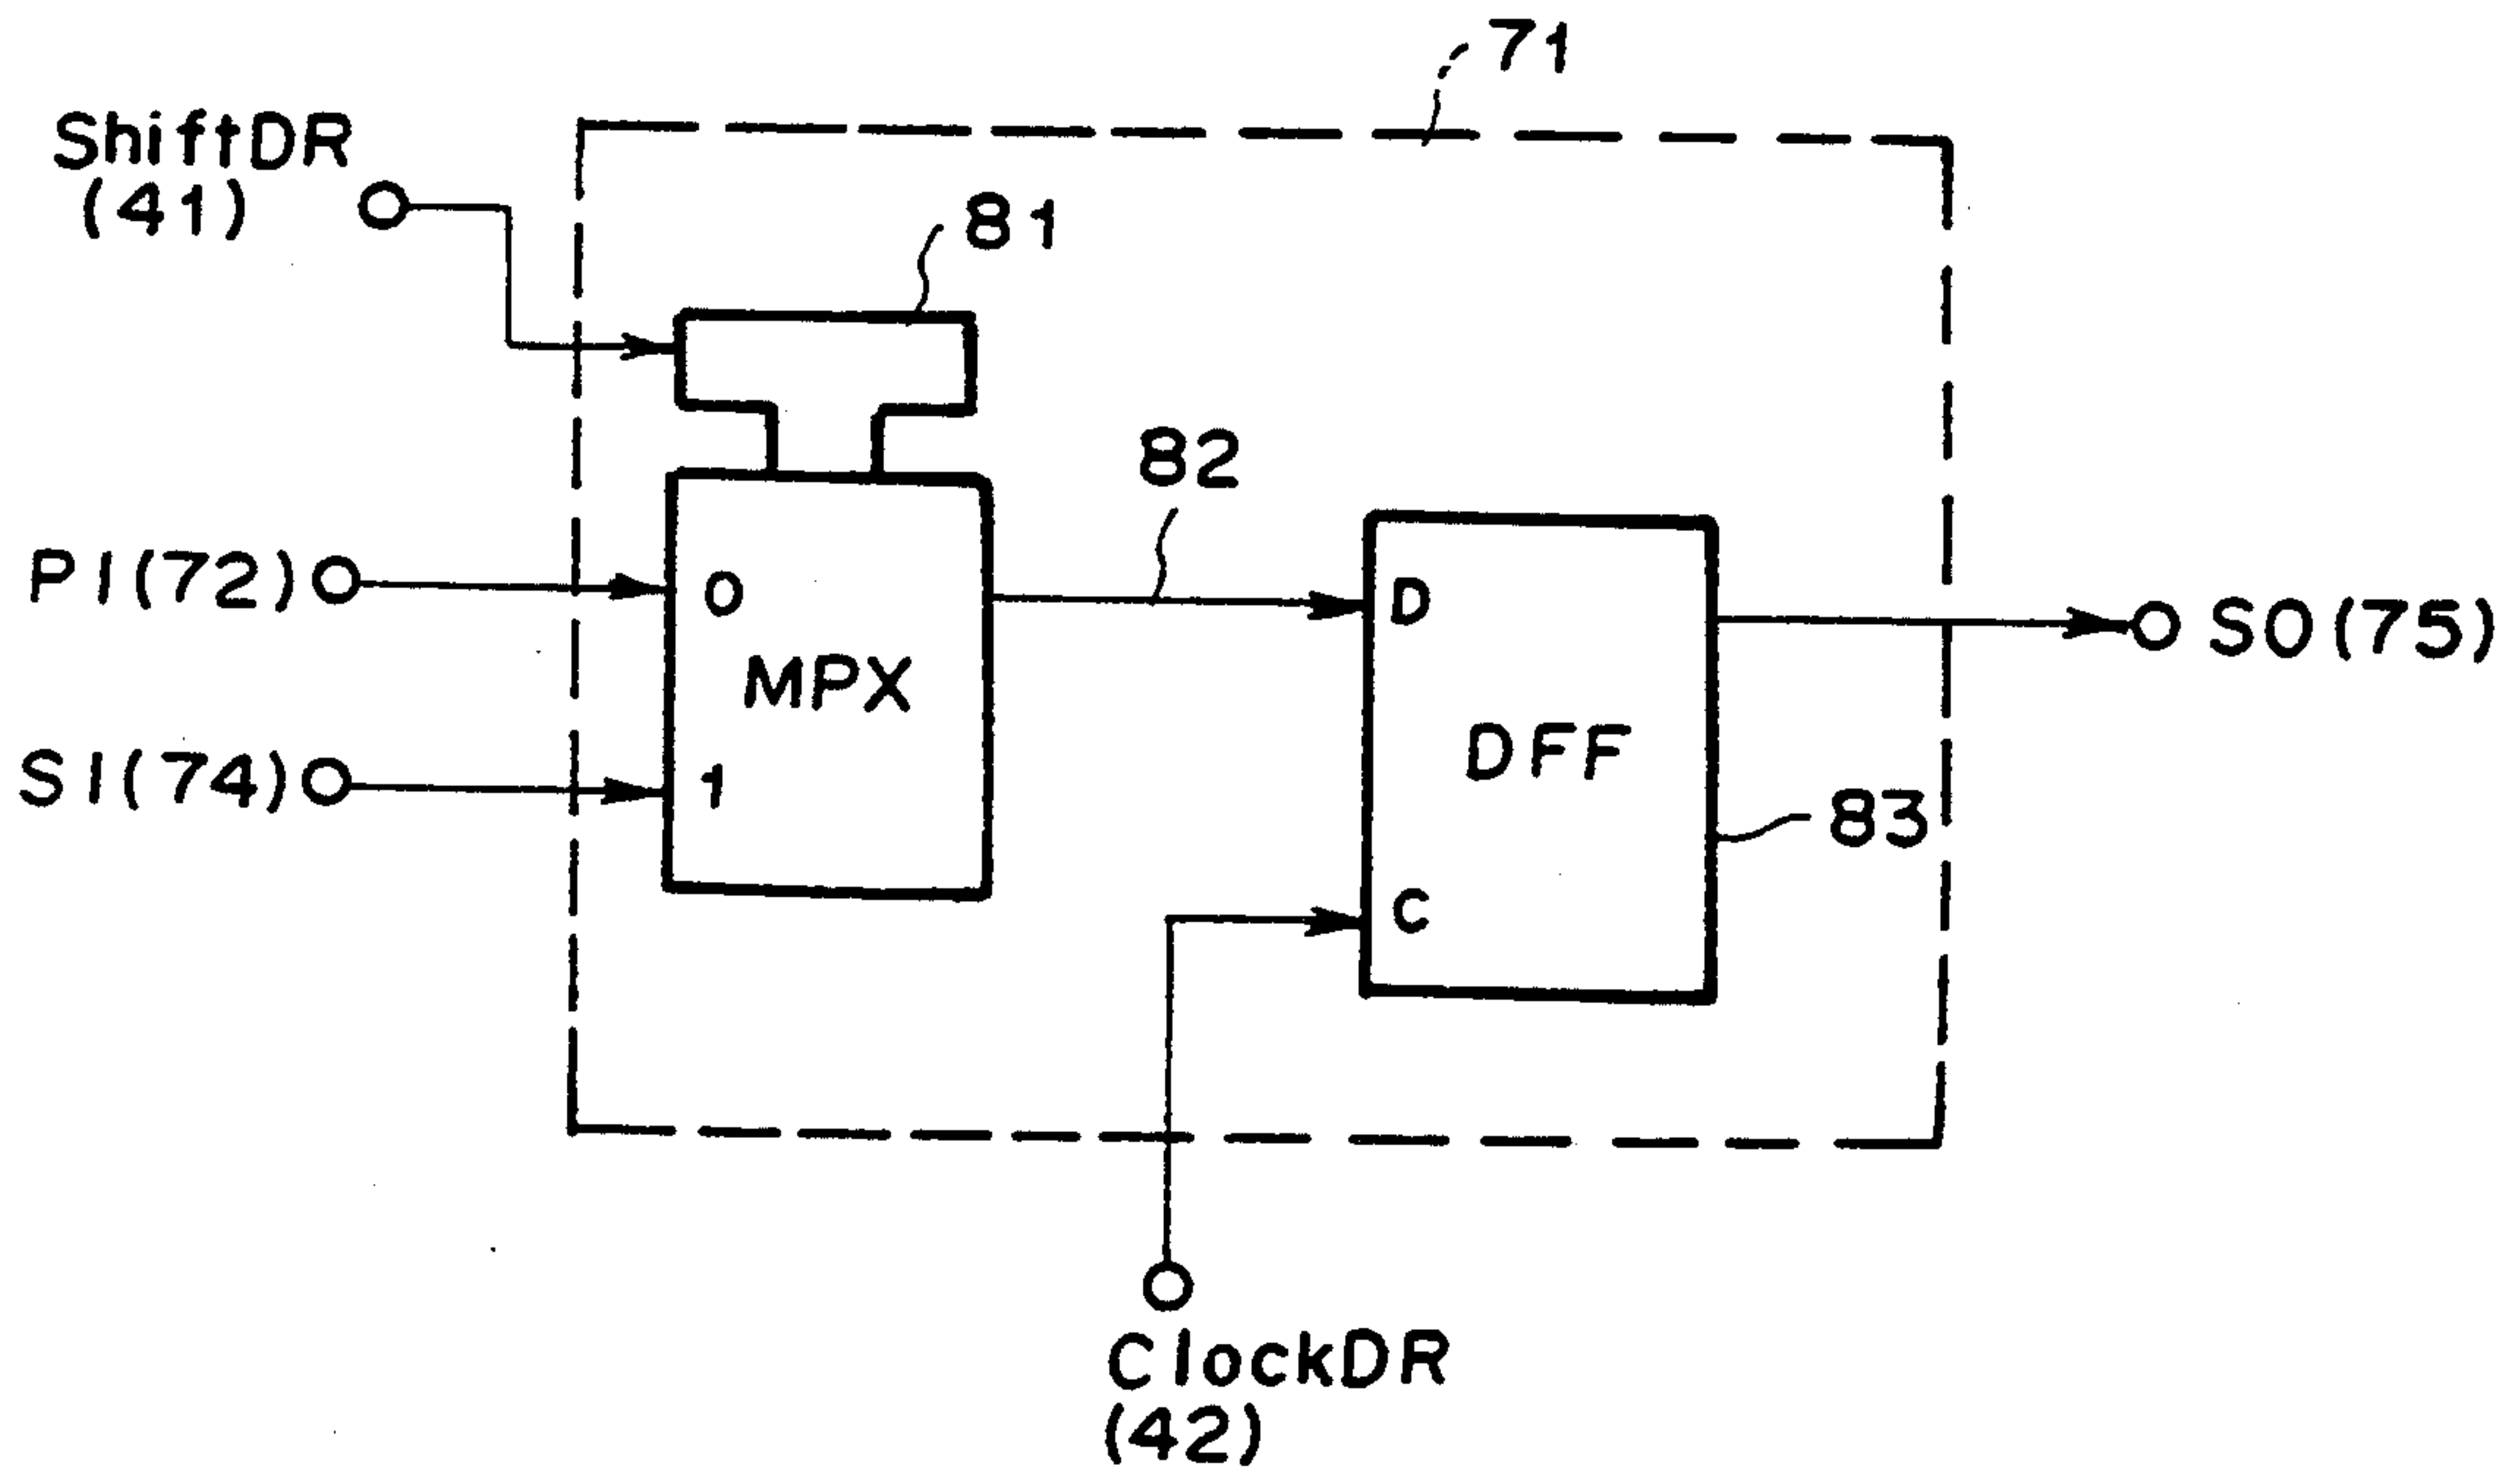 71
ShiftDR
(41)
81
82
PI(72)
0
D
SO(75)
MPX
DFF
SI(74)
1
83
C
ClockDR
(42)